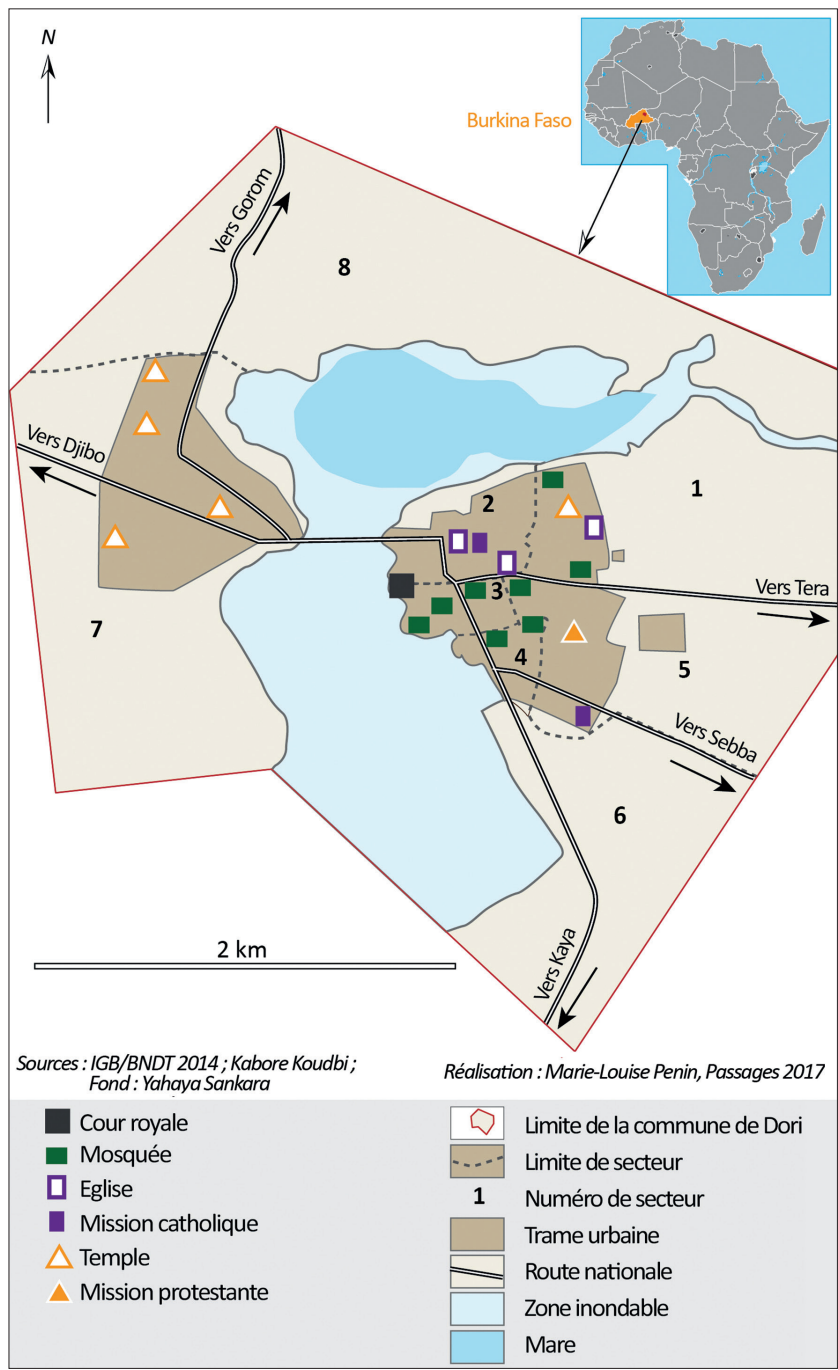 N
Burkina Faso
Vers Gorom
8
Vers Djibo
2
1
3
Vers Tera
7
4
5
Vers Sebba
6
2 km
Vers Kaya
Sources : IGB/BNDT 2014 ; Kabore Koudbi ;
Fond : Yahaya Sankara
Réalisation : Marie-Louise Penin, Passages 2017
Cour royale
Mosquée
Eglise
Mission catholique
Temple
Mission protestante
Limite de la commune de Dori
Limite de secteur
1 Numéro de secteur
Trame urbaine
Route nationale
Zone inondable
Mare